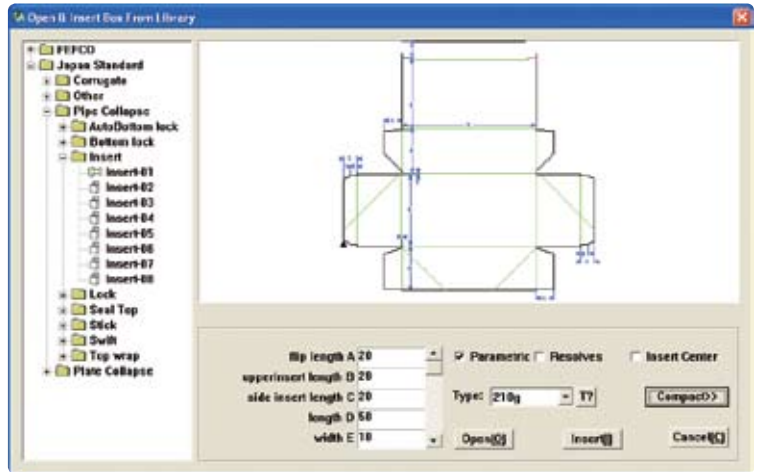 Open & Insert Box From Library
FEFCO
Japan Standard
Corrugate
Other
Pipe Collapse
AutoBottom lock
Bottom lock
Insert
Insert-01
Insert-02
Insert-03
Insert-04
Insert-05
Insert-06
Insert-07
Insert-08
Lock
Seal Top
Stick
Swift
Top wrap
Plate Collapse
flip length A 20
upperinsert length B 20
side insert length C 20
length D 50
width E 10
Parametric
Resolves
Insert Center
Type: 210g
T?
Compact>>
Open(O)
Insert(I)
Cancel(C)